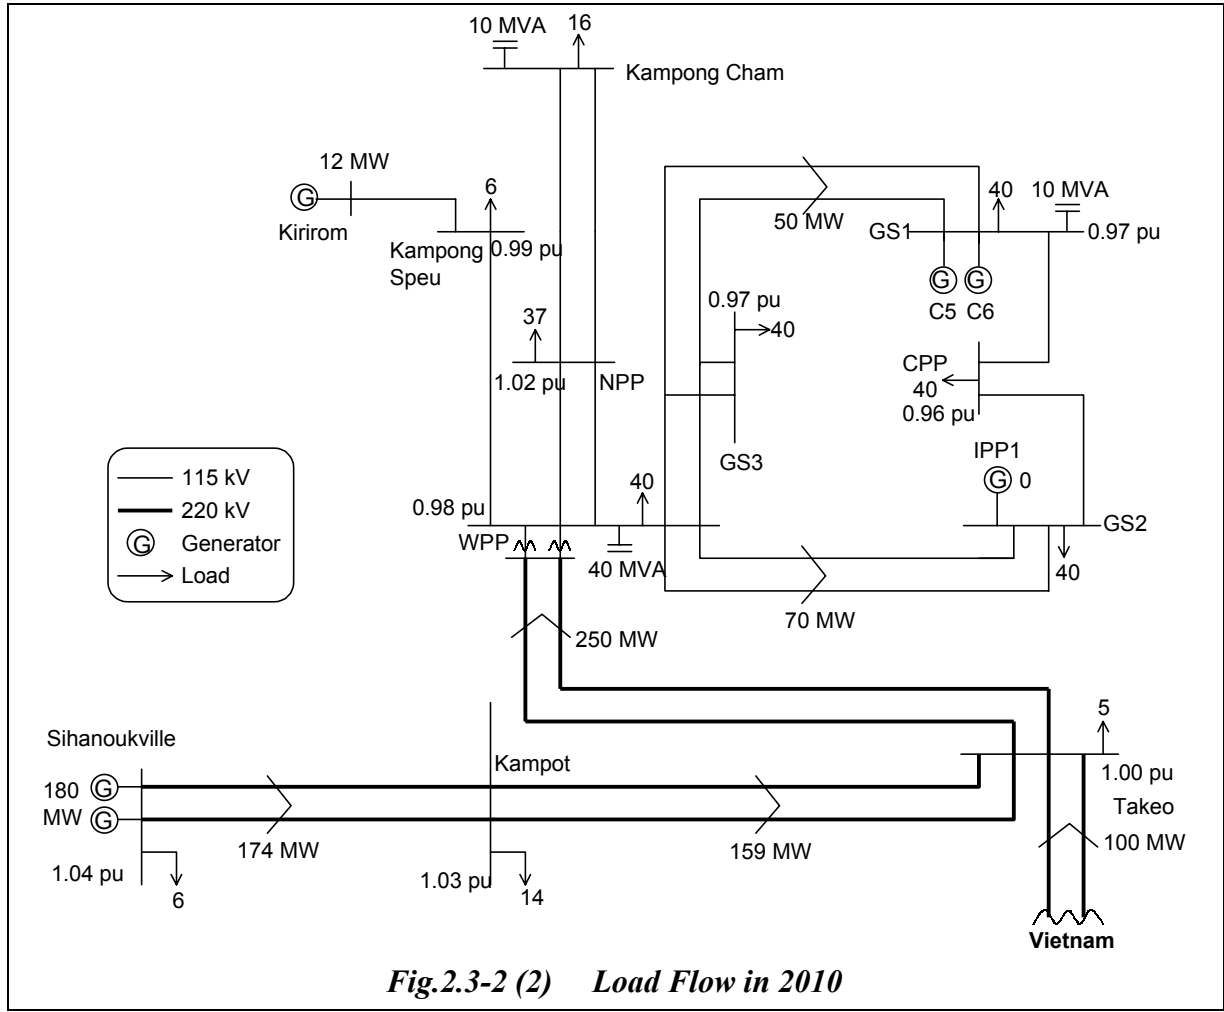 10 MVA
16
Kampong Cham
12 MW
G
Kirirom
6
Kampong
Speu
0.99 pu
50 MW
40
10 MVA
GS1
0.97 pu
G
G
C5
C6
0.97 pu
40
GS3
37
1.02 pu
NPP
CPP
40
0.96 pu
IPP1
G
0
GS2
40
115 kV
220 kV
G
Generator
Load
0.98 pu
40
WPP
40 MVA
70 MW
250 MW
Sihanoukville
180
MW
G
G
174 MW
1.04 pu
6
Kampot
1.03 pu
14
159 MW
5
1.00 pu
Takeo
100 MW
Vietnam
Fig.2.3-2 (2) Load Flow in 2010